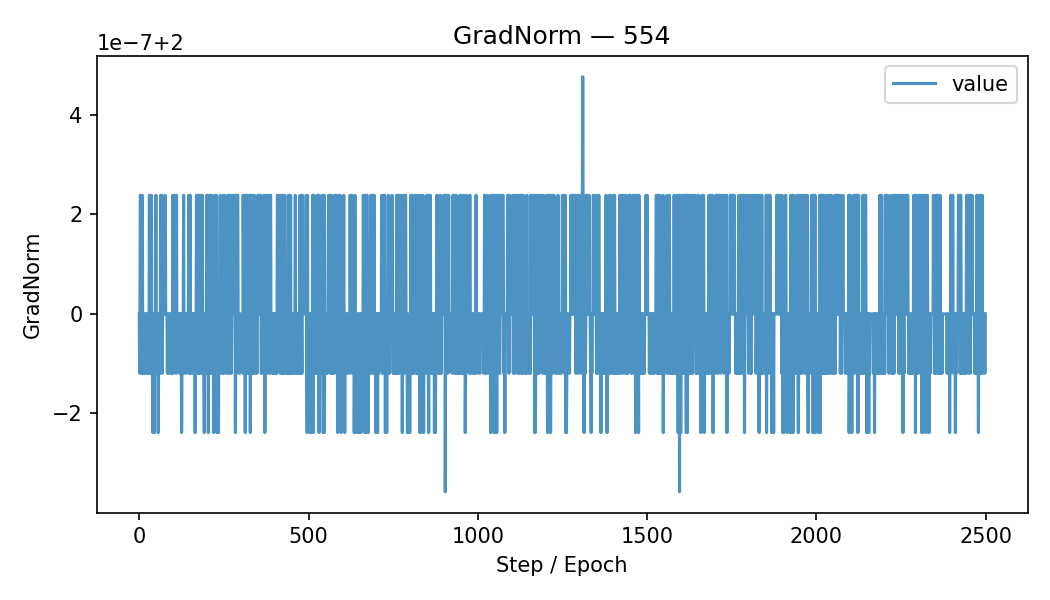 GradNorm — 554
1e−7+2
value
4
2
0
−2
GradNorm
0 500 1000 1500 2000 2500
Step / Epoch